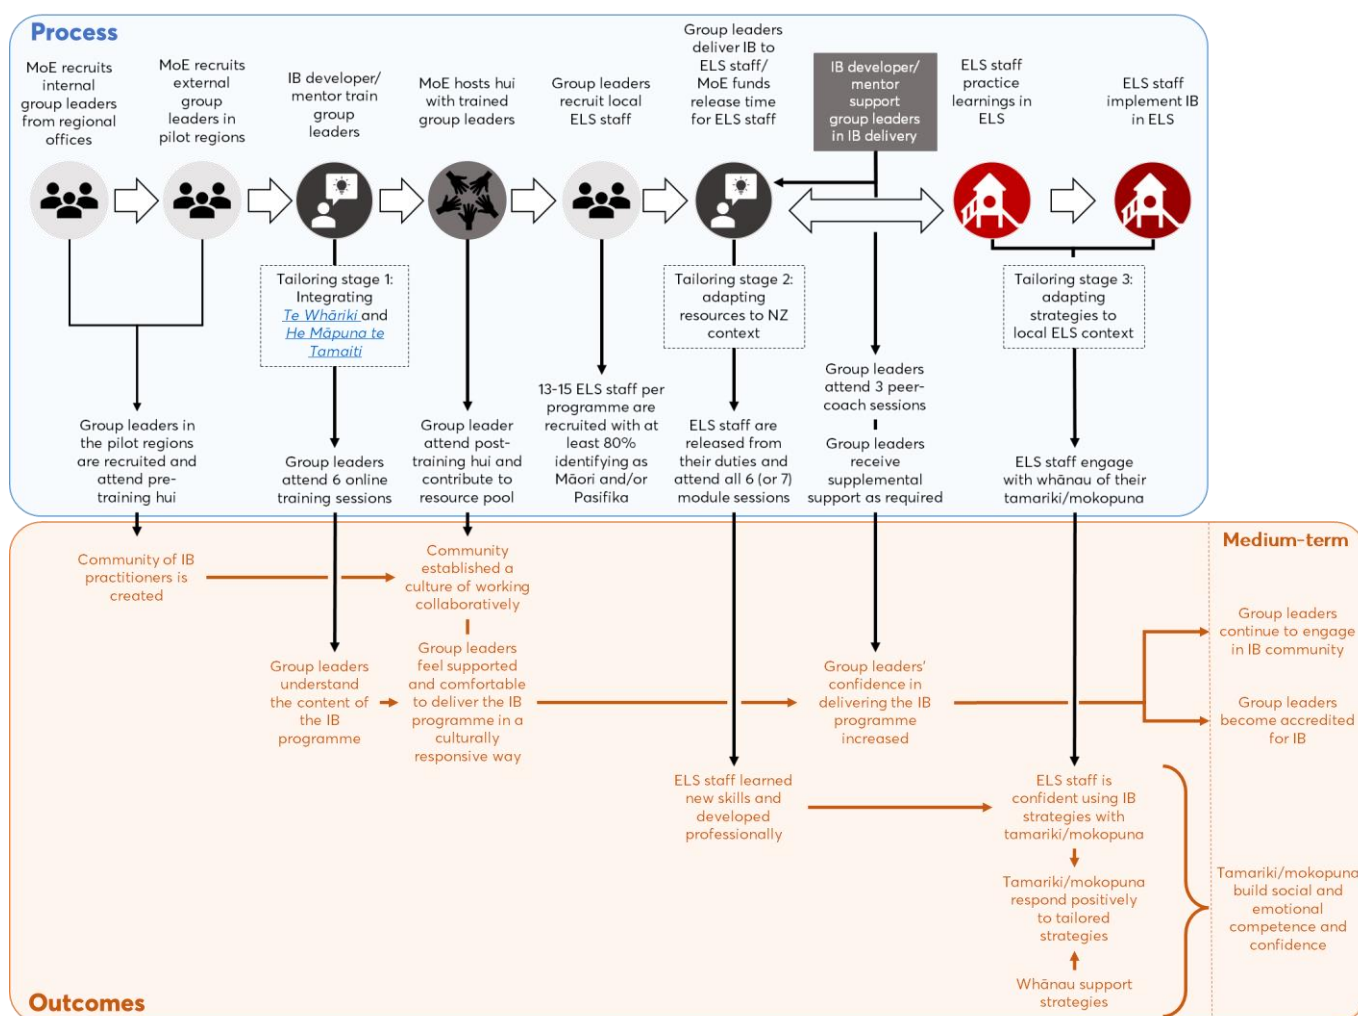 Process
MoE recruits
internal
group leaders
from regional
offices
MoE recruits
external
group
leaders in
pilot regions
IB developer/
mentor train
group
leaders
MoE hosts hui
with trained
group leaders
Group leaders
recruit local
ELS staff
Group leaders
deliver IB to
ELS staff/
MoE funds
release time
for ELS staff
IB developer/
mentor
support
group leaders
in IB delivery
ELS staff
practice
learnings in
ELS
ELS staff
implement IB
in ELS
Tailoring stage 1:
Integrating
Te Whāriki and
He Māpuna te
Tamaiti
Tailoring stage 2:
adapting
resources to NZ
context
Tailoring stage 3:
adapting
strategies to
local ELS context
Group leaders in
the pilot regions
are recruited and
attend pre-
training hui
Group leaders
attend 6 online
training sessions
Group leader
attend post-
training hui and
contribute to
resource pool
13-15 ELS staff per
programme are
recruited with at
least 80%
identifying as
Māori and/or
Pasifika
ELS staff are
released from
their duties and
attend all 6 (or 7)
module sessions
Group leaders
attend 3 peer-
coach sessions
Group leaders
receive
supplemental
support as required
ELS staff engage
with whānau of their
tamariki/mokopuna
Medium-term
Community of IB
practitioners is
created
Community
established a
culture of working
collaboratively
Group leaders
understand
the content of
the IB
programme
Group leaders
feel supported
and comfortable
to deliver the IB
programme in a
culturally
responsive way
Group leaders'
confidence in
delivering the IB
programme
increased
Group leaders
continue to engage
in IB community
Group leaders
become accredited
for IB
ELS staff learned
new skills and
developed
professionally
ELS staff is
confident using IB
strategies with
tamariki/mokopuna
Tamariki/mokopuna
respond positively
to tailored
strategies
Whānau support
strategies
Tamariki/mokopuna
build social and
emotional
competence and
confidence
Outcomes